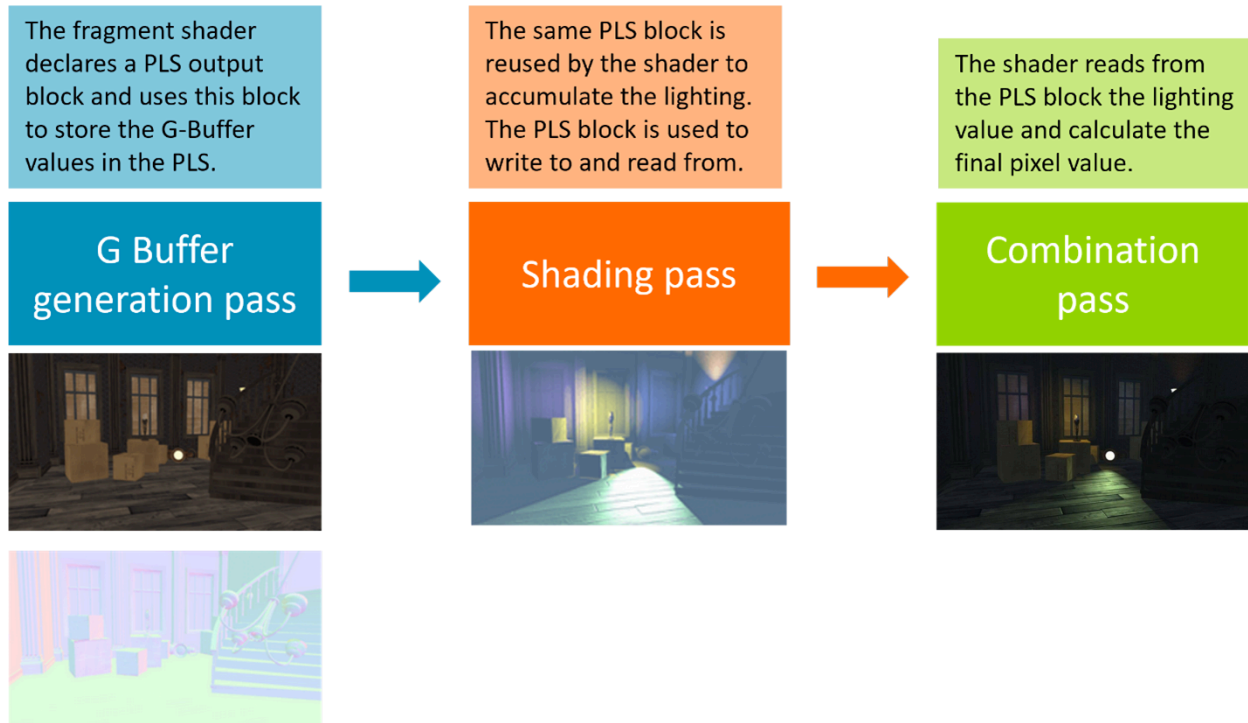 The fragment shader
declares a PLS output
block and uses this block
to store the G-Buffer
values in the PLS.
The same PLS block is
reused by the shader to
accumulate the lighting.
The PLS block is used to
write to and read from.
The shader reads from
the PLS block the lighting
value and calculate the
final pixel value.
G Buffer
generation pass
Shading pass
Combination
pass